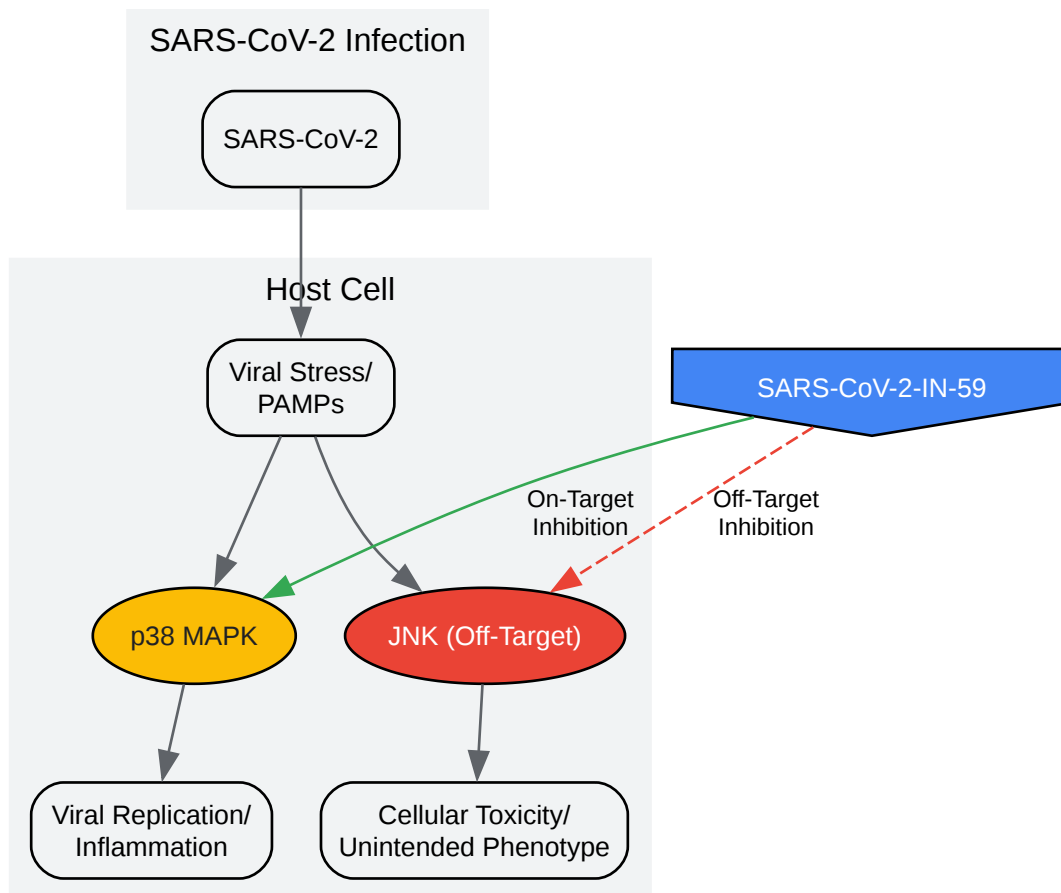 SARS-CoV-2 Infection
SARS-CoV-2
Host Cell
Viral Stress/
PAMPs
SARS-CoV-2-IN-59
On-Target
Inhibition
Off-Target
Inhibition
p38 MAPK
JNK (Off-Target)
Viral Replication/
Inflammation
Cellular Toxicity/
Unintended Phenotype